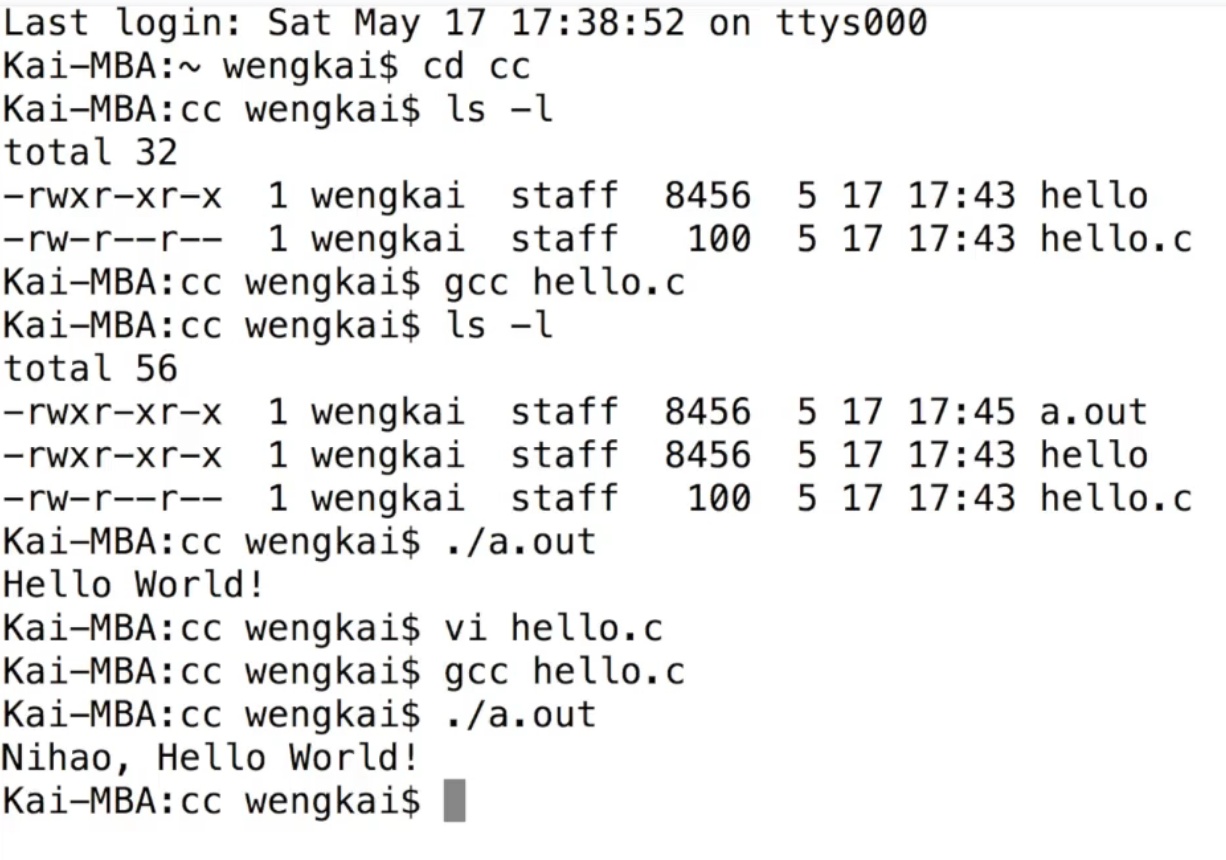 Last login: Sat May 17 17:38:52 on ttys000
Kai-MBA:~ wengkai$ cd cc
Kai-MBA:cc wengkai$ ls -l
total 32
-rwxr-xr-x  1 wengkai  staff  8456  5 17 17:43 hello
-rw-r--r--  1 wengkai  staff   100  5 17 17:43 hello.c
Kai-MBA:cc wengkai$ gcc hello.c
Kai-MBA:cc wengkai$ ls -l
total 56
-rwxr-xr-x  1 wengkai  staff  8456  5 17 17:45 a.out
-rwxr-xr-x  1 wengkai  staff  8456  5 17 17:43 hello
-rw-r--r--  1 wengkai  staff   100  5 17 17:43 hello.c
Kai-MBA:cc wengkai$ ./a.out
Hello World!
Kai-MBA:cc wengkai$ vi hello.c
Kai-MBA:cc wengkai$ gcc hello.c
Kai-MBA:cc wengkai$ ./a.out
Nihao, Hello World!
Kai-MBA:cc wengkai$